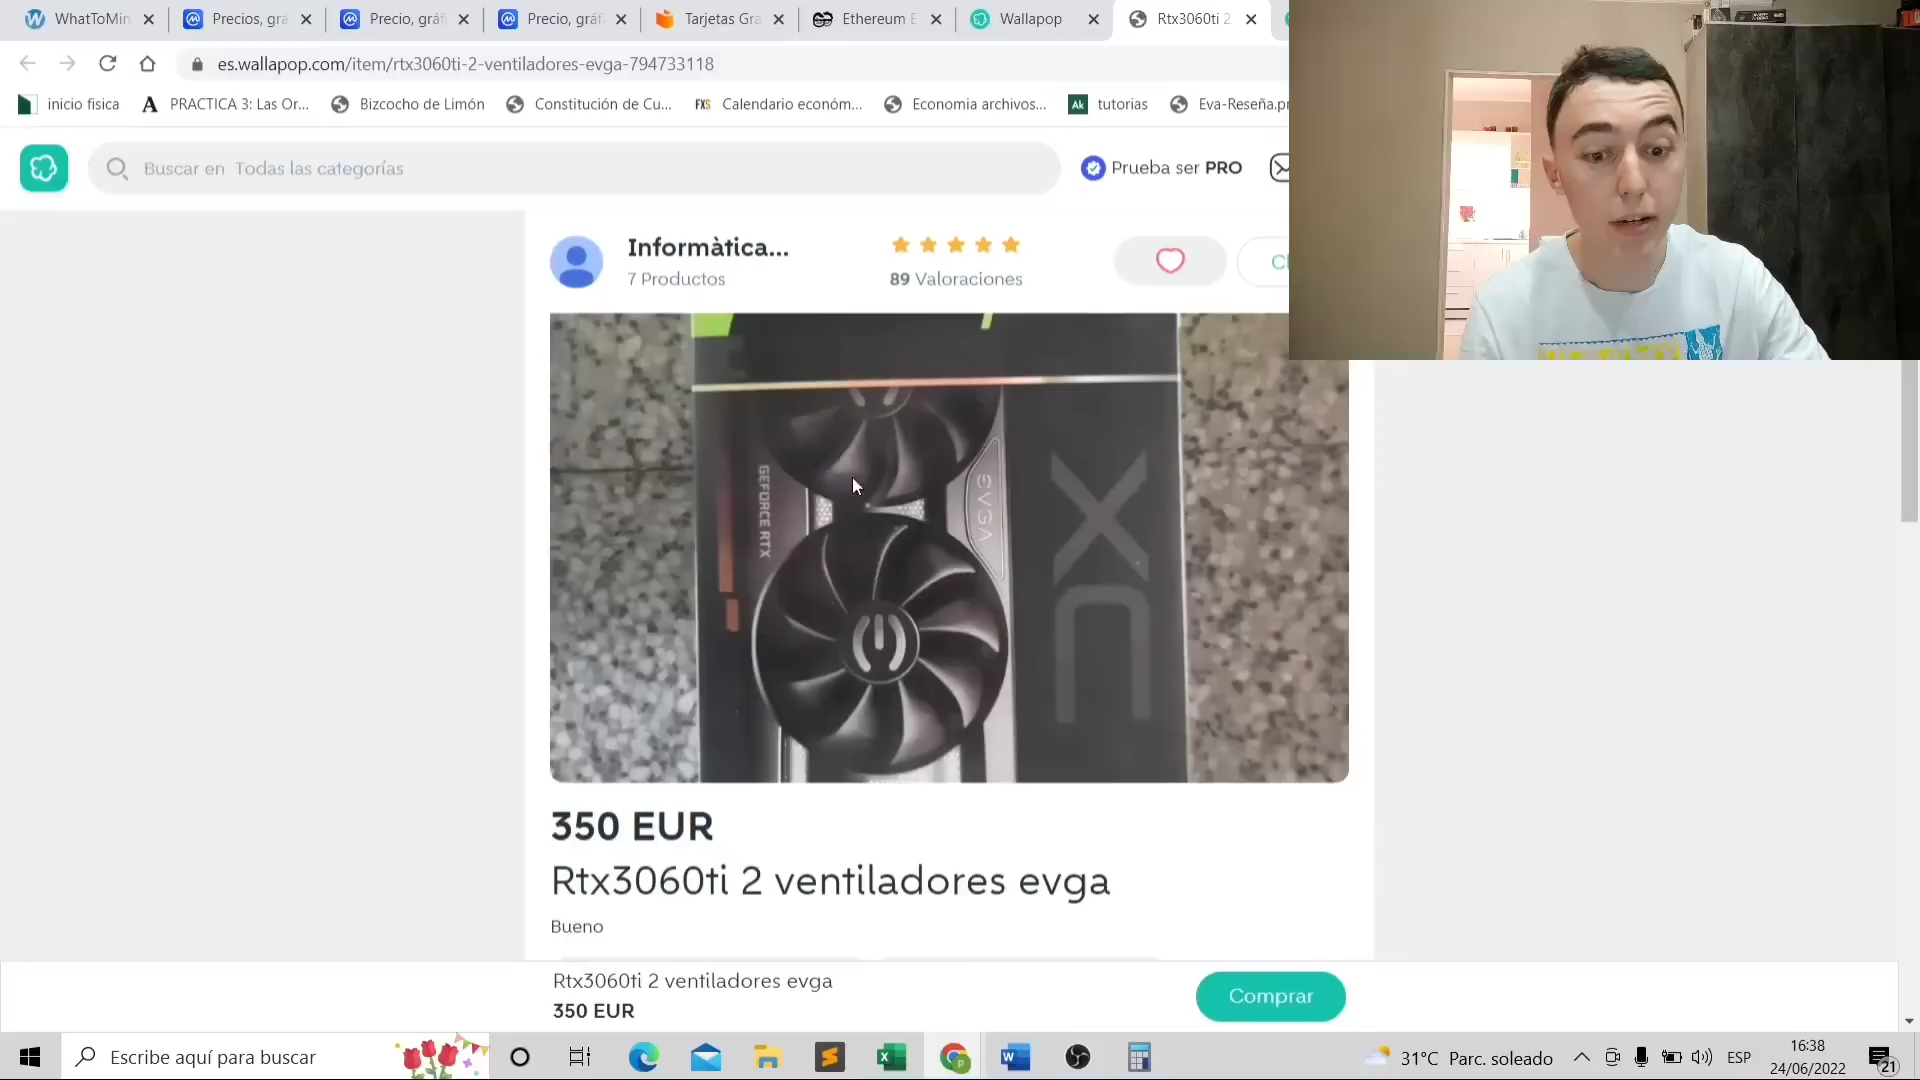 WhatToMin
Precios, grá
Precio, gráf
Precio, gráf
Tarjetas Gra
Ethereum E
Wallapop
Rtx3060ti 2
es.wallapop.com/item/rtx3060ti-2-ventiladores-evga-794733118
inicio fisica
PRACTICA 3: Las Or...
Bizcocho de Limón
Constitución de Cu...
FXS
Calendario económ...
Economia archivos...
Ak
tutorias
Eva-Reseña.pr
Buscar en Todas las categorías
Prueba ser PRO
Informàtica...
7 Productos
89 Valoraciones
Ch
GEFORCE RTX
EVGA
XC
350 EUR
Rtx3060ti 2 ventiladores evga
Bueno
Rtx3060ti 2 ventiladores evga
350 EUR
Comprar
Escribe aquí para buscar
31°C Parc. soleado
ESP
16:38
24/06/2022
21